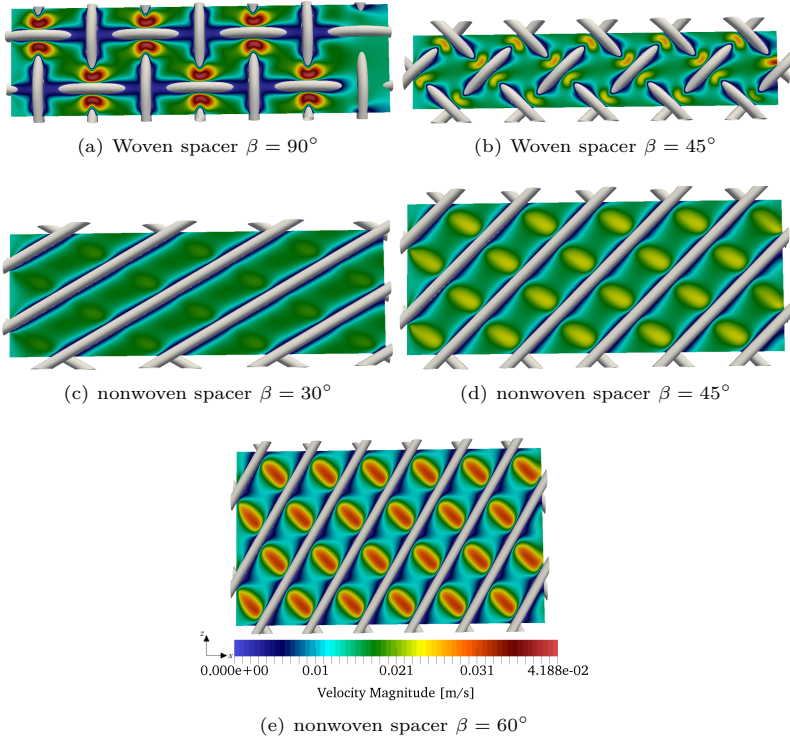 (a) Woven spacer β = 90°
(b) Woven spacer β = 45°
(c) nonwoven spacer β = 30°
(d) nonwoven spacer β = 45°
z
x
0.000e+00 0.01 0.021 0.031 4.188e-02
Velocity Magnitude [m/s]
(e) nonwoven spacer β = 60°